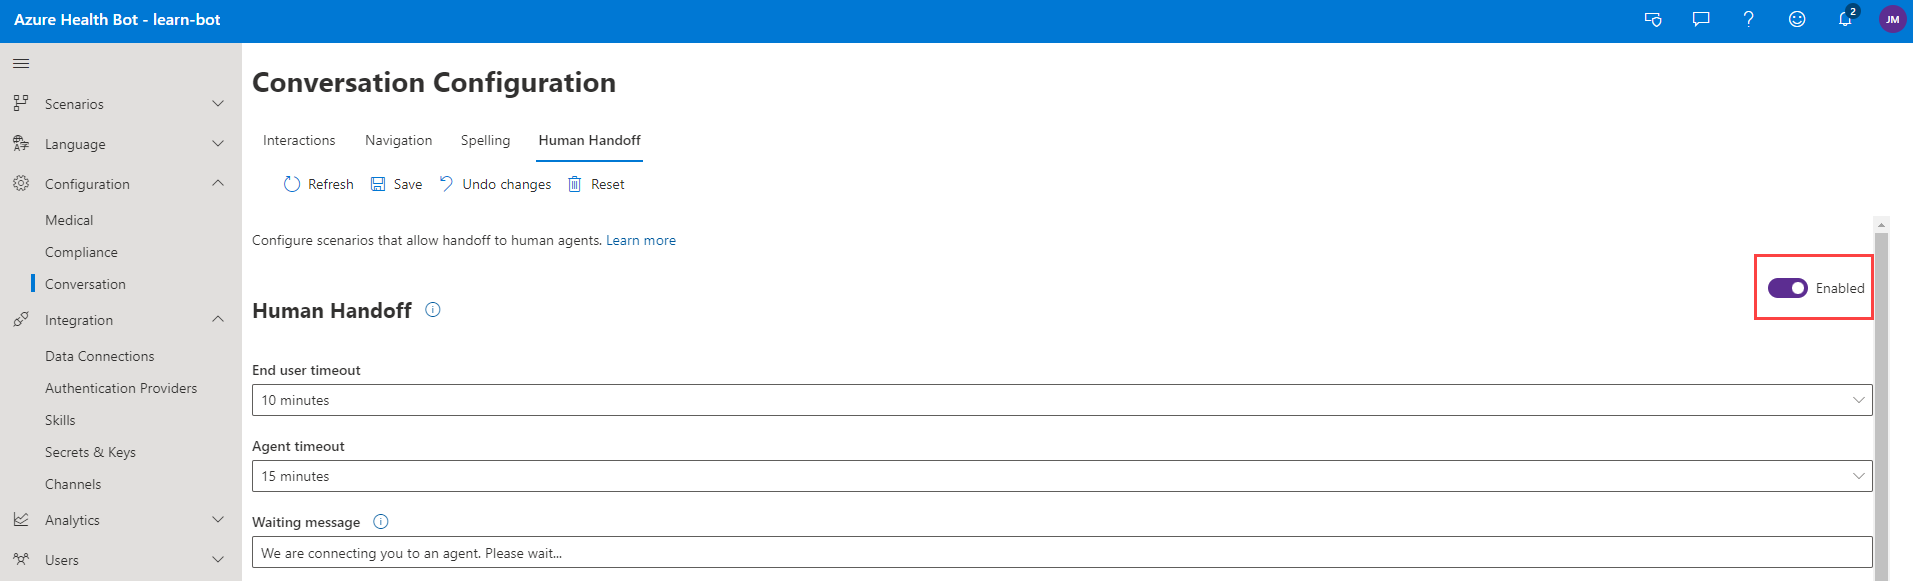 Azure Health Bot - learn-bot
2
JM
Scenarios
Language
Configuration
Medical
Compliance
Conversation
Integration
Data Connections
Authentication Providers
Skills
Secrets & Keys
Channels
Analytics
Users
Conversation Configuration
Interactions Navigation Spelling Human Handoff
Refresh Save Undo changes Reset
Configure scenarios that allow handoff to human agents. Learn more
Enabled
Human Handoff
End user timeout
10 minutes
Agent timeout
15 minutes
Waiting message
We are connecting you to an agent. Please wait...